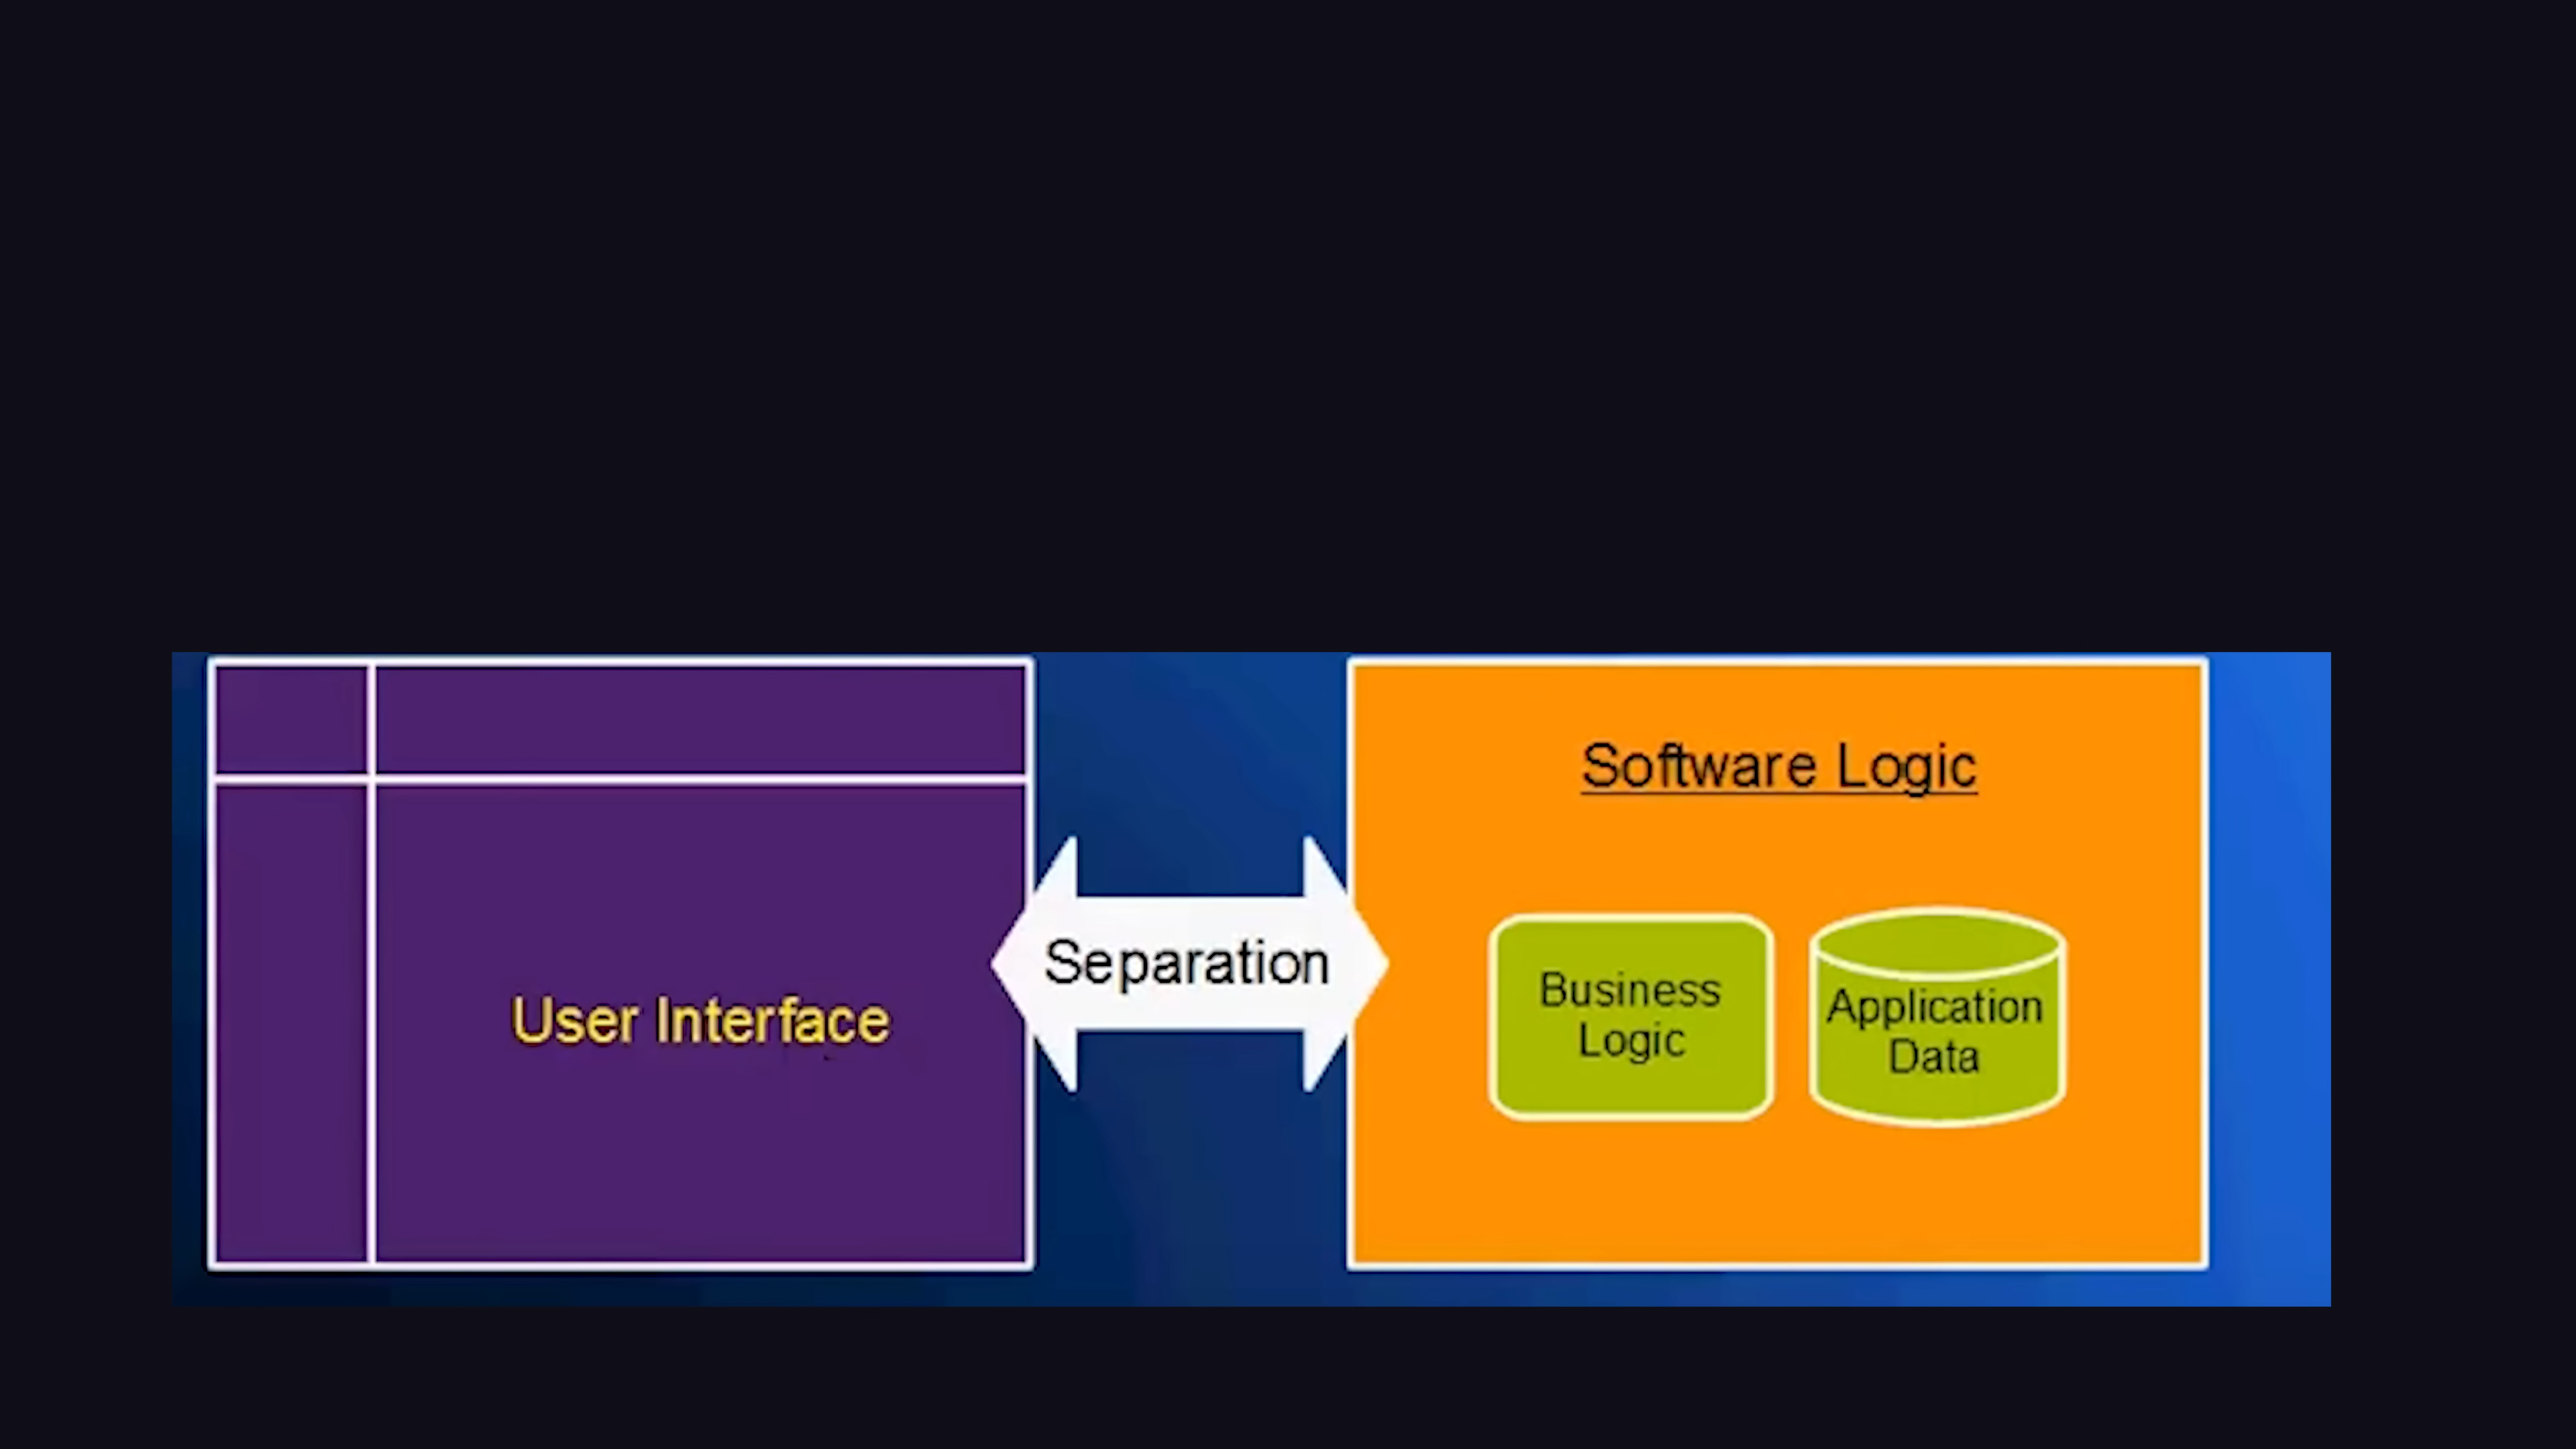 Software Logic
User Interface
Separation
Business
Logic
Application
Data